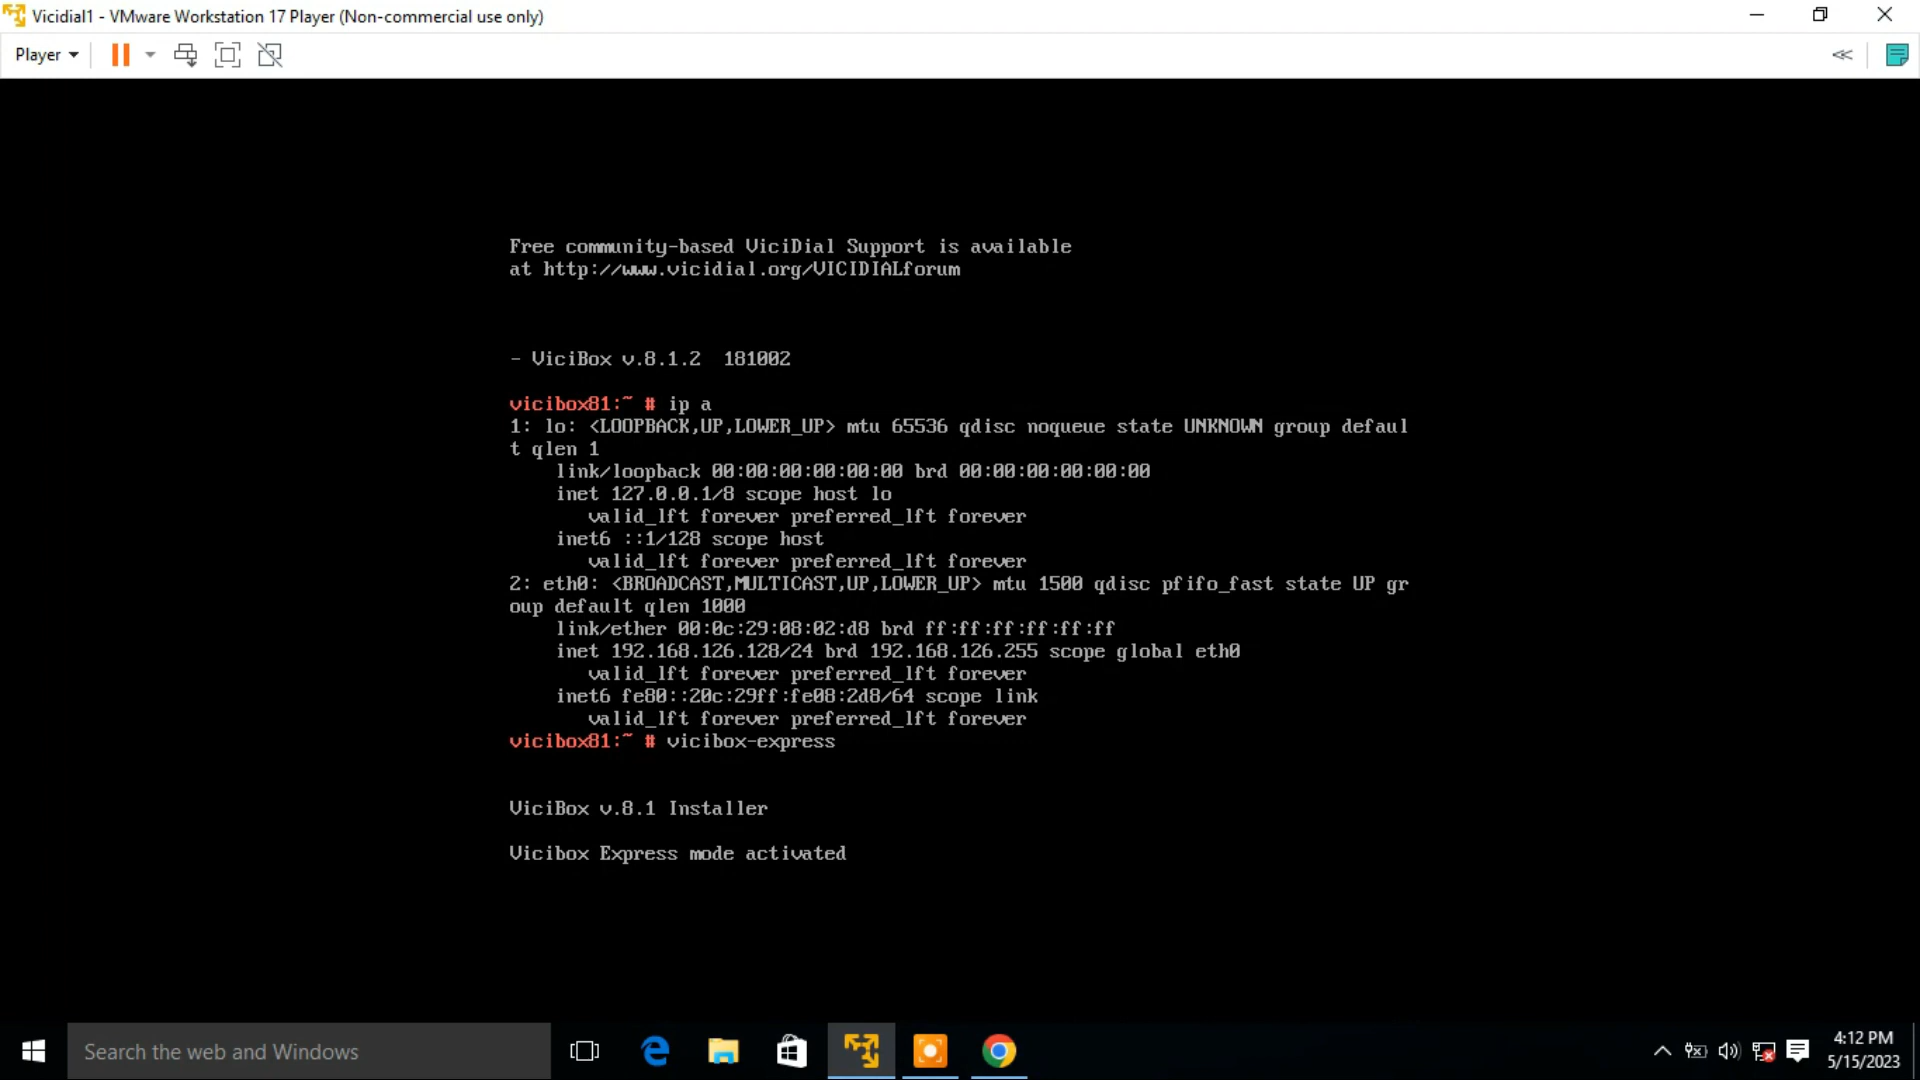 Vicidial1 - VMware Workstation 17 Player (Non-commercial use only)
Player
Free community-based ViciDial Support is available
at http://www.vicidial.org/VICIDIALforum
- ViciBox v.8.1.2  181002
vicibox81:~ # ip a
1: lo: <LOOPBACK,UP,LOWER_UP> mtu 65536 qdisc noqueue state UNKNOWN group defaul
t qlen 1
link/loopback 00:00:00:00:00:00 brd 00:00:00:00:00:00
inet 127.0.0.1/8 scope host lo
valid_lft forever preferred_lft forever
inet6 ::1/128 scope host
valid_lft forever preferred_lft forever
2: eth0: <BROADCAST,MULTICAST,UP,LOWER_UP> mtu 1500 qdisc pfifo_fast state UP gr
oup default qlen 1000
link/ether 00:0c:29:08:02:d8 brd ff:ff:ff:ff:ff:ff
inet 192.168.126.128/24 brd 192.168.126.255 scope global eth0
valid_lft forever preferred_lft forever
inet6 fe80::20c:29ff:fe08:2d8/64 scope link
valid_lft forever preferred_lft forever
vicibox81:~ # vicibox-express
ViciBox v.8.1 Installer
Vicibox Express mode activated
Search the web and Windows
4:12 PM
5/15/2023